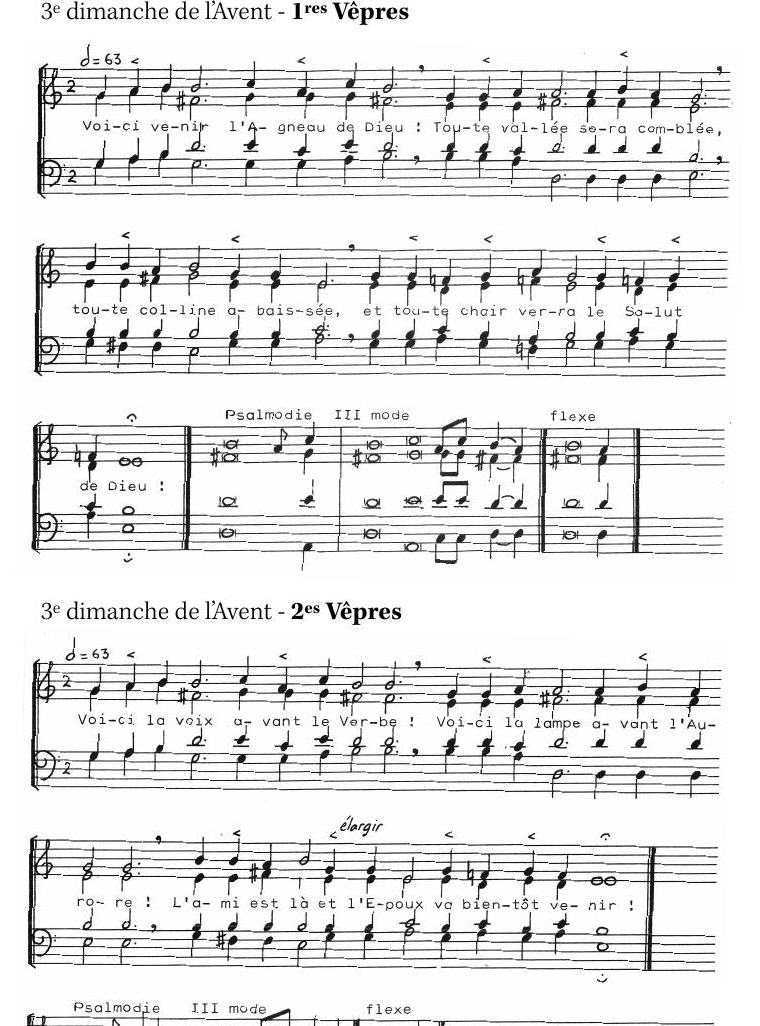 3e dimanche de l'Avent - 1res Vêpres
𝅗𝅥 = 63
Voi-ci ve-nir l'A- gneau de Dieu ! Tou-te val-lée se-ra com-blée,
tou-te col-line a- bais-sée, et tou-te chair ver-ra le Sa-lut
Psalmodie III mode flexe
de Dieu !
3e dimanche de l'Avent - 2es Vêpres
𝅗𝅥 = 63
Voi-ci la voix a- vant le Ver-be ! Voi-ci la lampe a- vant l'Au-
élargir
ro- re ! L'a- mi est là et l'E-poux va bien-tôt ve- nir !
Psalmodie III mode flexe